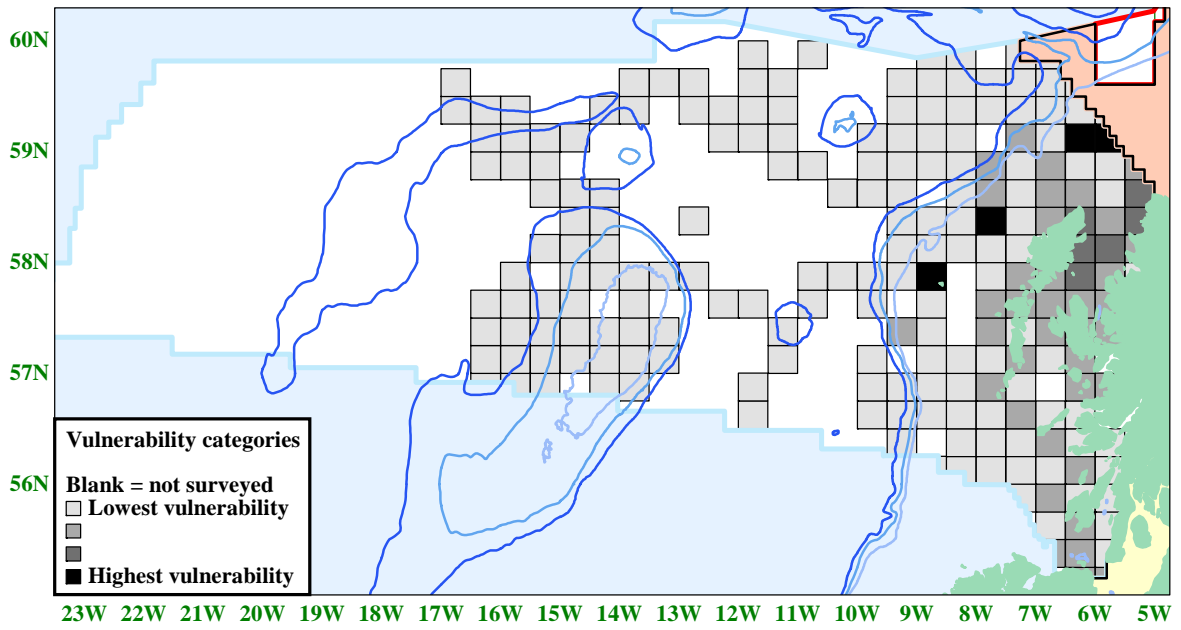 60N
59N
58N
57N
56N
Vulnerability categories
Blank = not surveyed
Lowest vulnerability
Highest vulnerability
23W 22W 21W 20W 19W 18W 17W 16W 15W 14W 13W 12W 11W 10W 9W 8W 7W 6W 5W